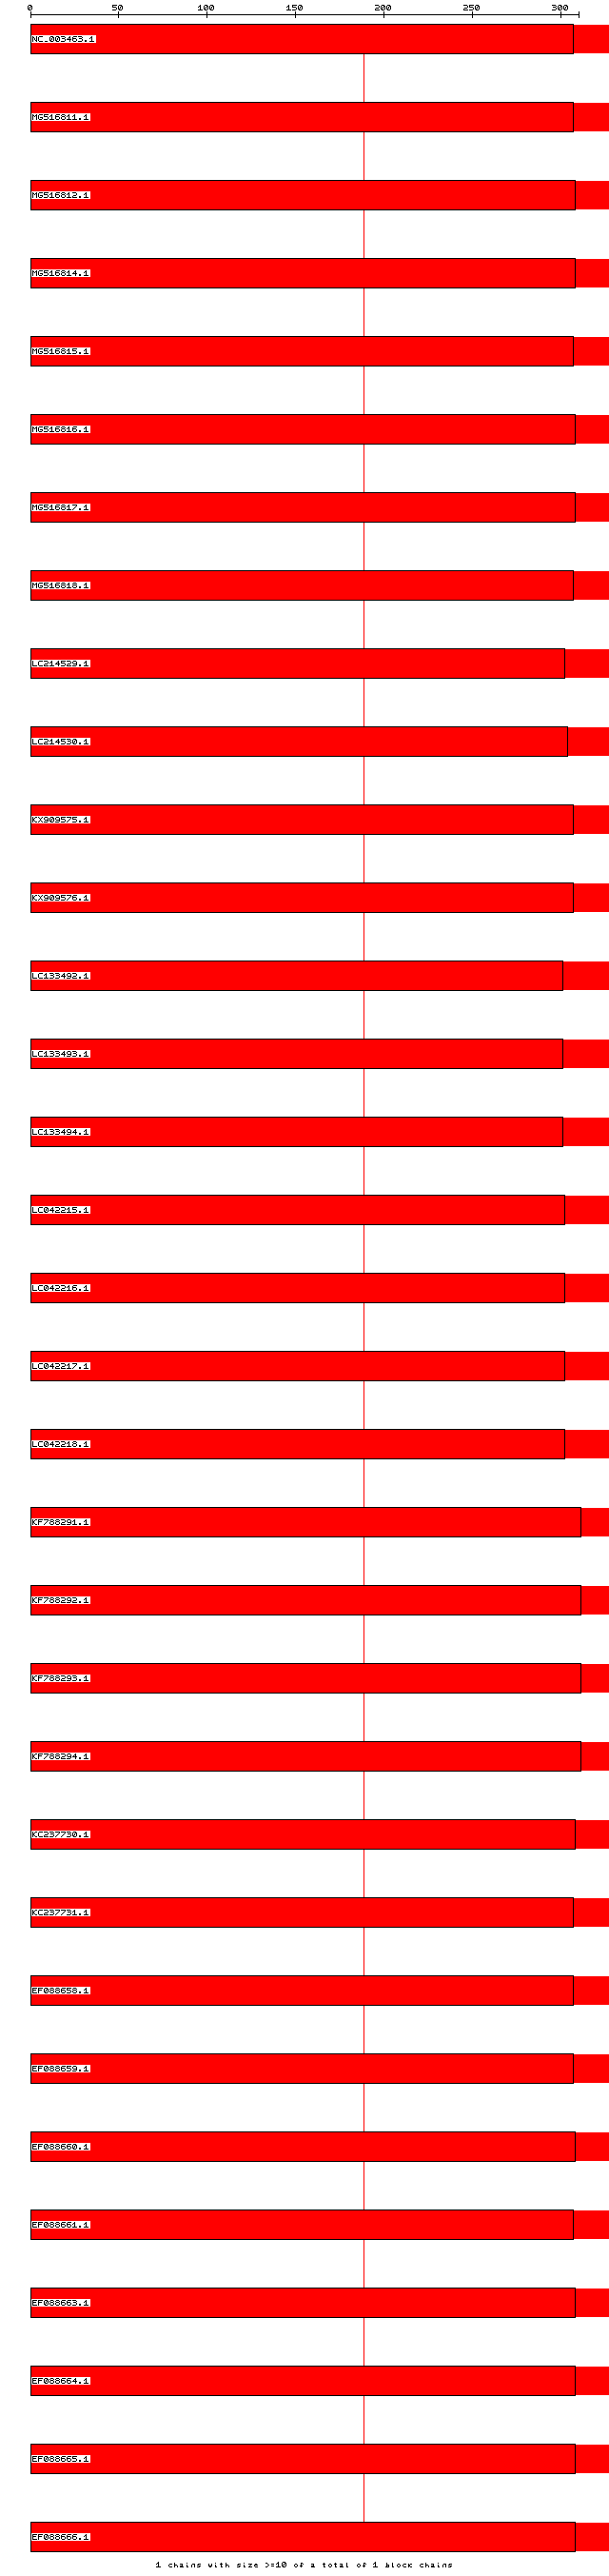 0 50 100 150 200 250 300
NC_003463.1
MG516811.1
MG516812.1
MG516814.1
MG516815.1
MG516816.1
MG516817.1
MG516818.1
LC214529.1
LC214530.1
KX909575.1
KX909576.1
LC133492.1
LC133493.1
LC133494.1
LC042215.1
LC042216.1
LC042217.1
LC042218.1
KF788291.1
KF788292.1
KF788293.1
KF788294.1
KC237730.1
KC237731.1
EF088658.1
EF088659.1
EF088660.1
EF088661.1
EF088663.1
EF088664.1
EF088665.1
EF088666.1
1 chains with size >=10 of a total of 1 block chains